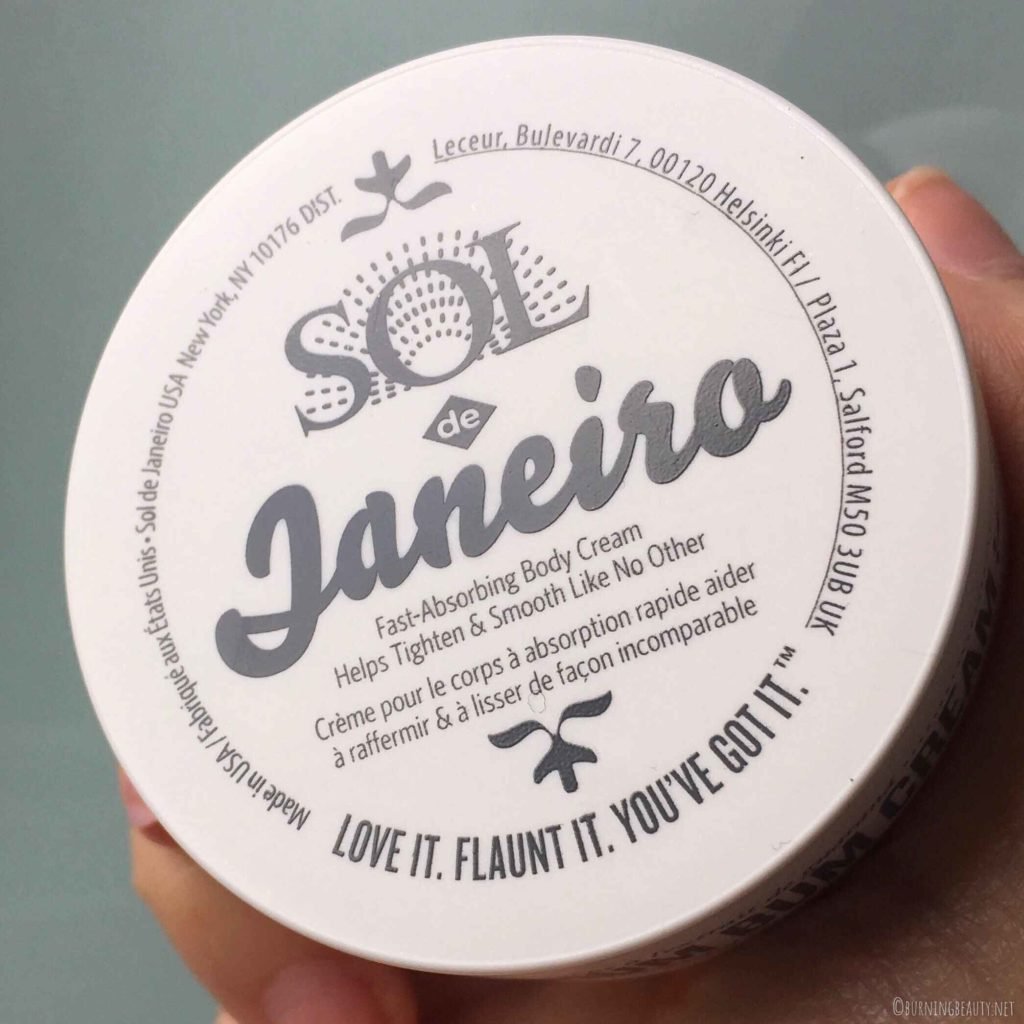 Leceur, Bulevardi 7, 00120 Helsinki FI / Plaza 1, Salford M50 3UB UK
Made in USA / Fabriqué aux États Unis • Sol de Janeiro USA New York, NY 10176 DIST.
SOL
de
Janeiro
Fast-Absorbing Body Cream
Helps Tighten & Smooth Like No Other
Crème pour le corps à absorption rapide aider
à raffermir & à lisser de façon incomparable
LOVE IT. FLAUNT IT. YOU'VE GOT IT.™
BUM CREAM
©BURNINGBEAUTY.NET